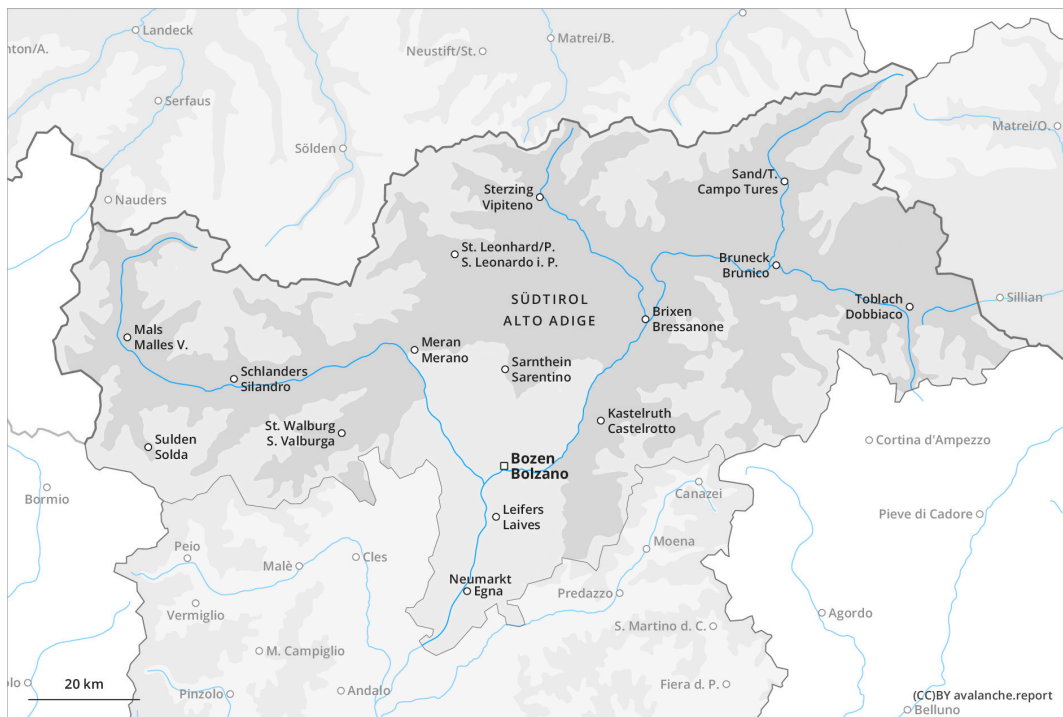 Landeck
nton/A.
Neustift/St.
Matrei/B.
Serfaus
Matrei/O.
Sölden
Sand/T.
Campo Tures
Sterzing
Vipiteno
Nauders
St. Leonhard/P.
S. Leonardo i. P.
Bruneck
Brunico
SÜDTIROL
ALTO ADIGE
Toblach
Dobbiaco
Sillian
Brixen
Bressanone
Mals
Malles V.
Meran
Merano
Sarnthein
Sarentino
Schlanders
Silandro
Kastelruth
Castelrotto
St. Walburg
S. Valburga
Sulden
Solda
Cortina d'Ampezzo
Bozen
Bolzano
Bormio
Canazei
Leifers
Laives
Pieve di Cadore
Moena
Peio
Cles
Malè
Neumarkt
Egna
Predazzo
Vermiglio
Agordo
S. Martino d. C.
M. Campiglio
20 km
olo
Pinzolo
Andalo
Fiera d. P.
(CC)BY avalanche.report
Belluno